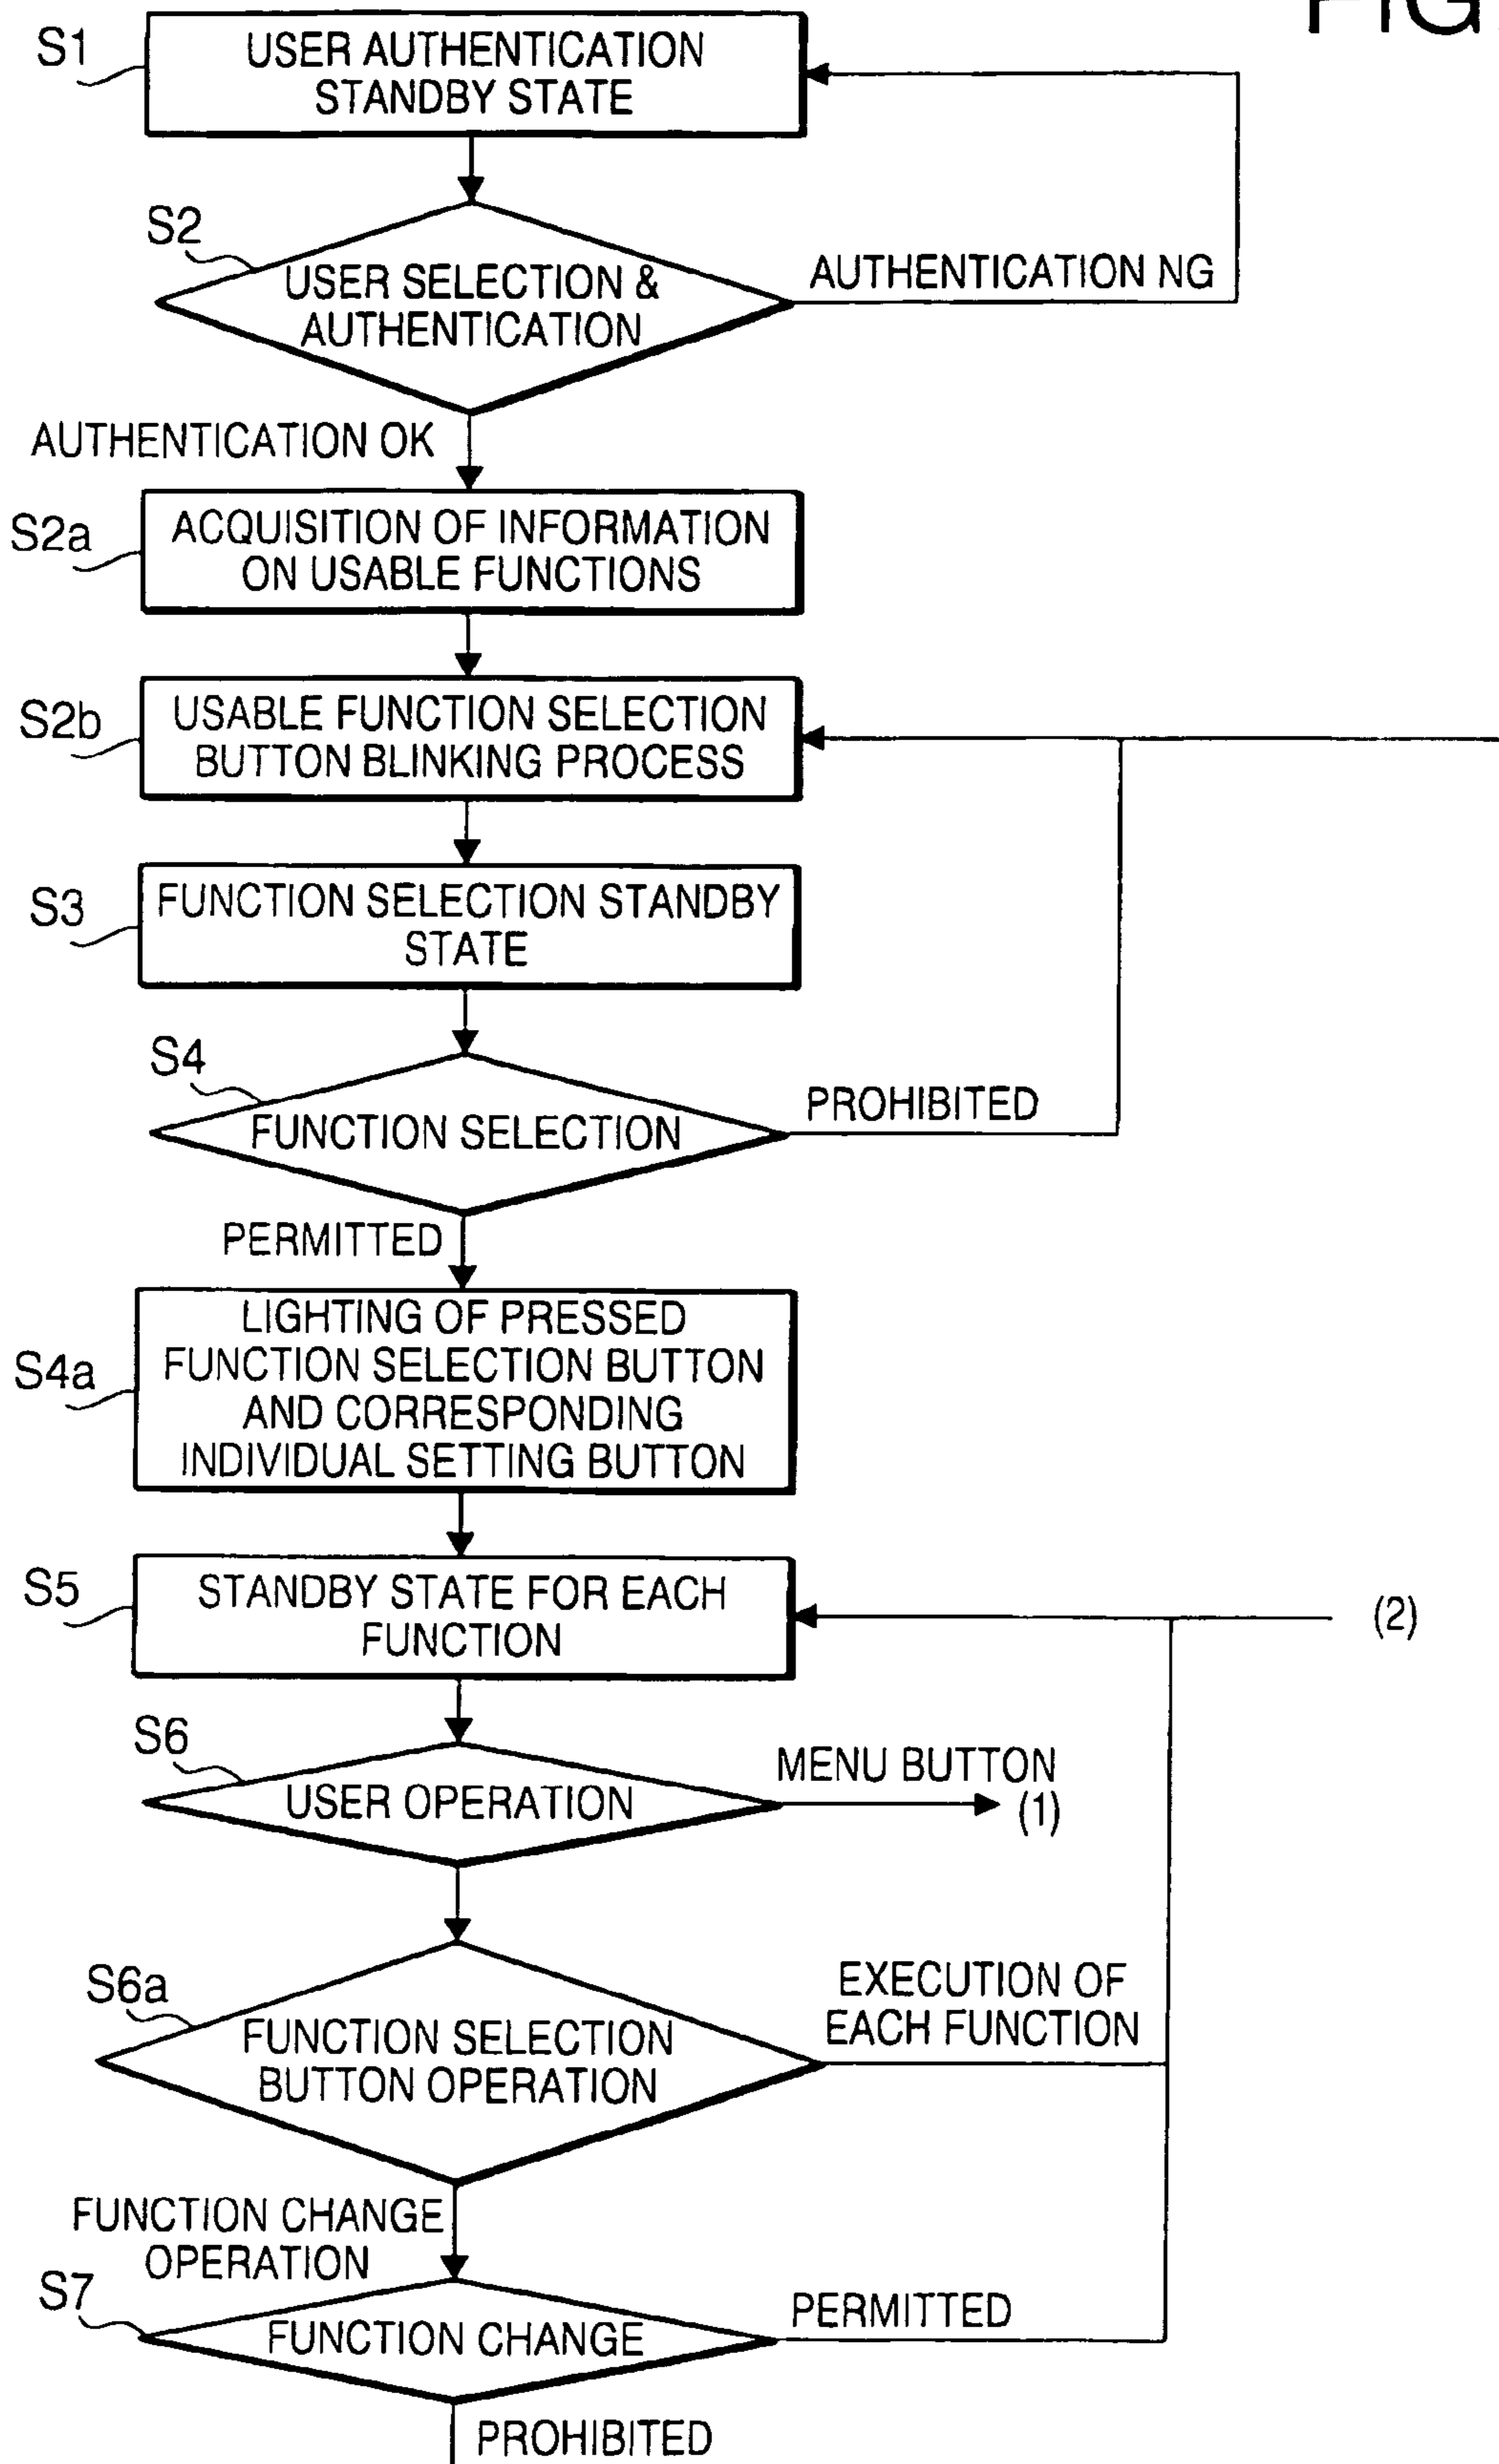 FIG.
S1
USER AUTHENTICATION
STANDBY STATE
S2
USER SELECTION &
AUTHENTICATION
AUTHENTICATION NG
AUTHENTICATION OK
S2a
ACQUISITION OF INFORMATION
ON USABLE FUNCTIONS
S2b
USABLE FUNCTION SELECTION
BUTTON BLINKING PROCESS
S3
FUNCTION SELECTION STANDBY
STATE
S4
FUNCTION SELECTION
PROHIBITED
PERMITTED
S4a
LIGHTING OF PRESSED
FUNCTION SELECTION BUTTON
AND CORRESPONDING
INDIVIDUAL SETTING BUTTON
S5
STANDBY STATE FOR EACH
FUNCTION
(2)
S6
USER OPERATION
MENU BUTTON
(1)
S6a
FUNCTION SELECTION
BUTTON OPERATION
EXECUTION OF
EACH FUNCTION
FUNCTION CHANGE
OPERATION
S7
FUNCTION CHANGE
PERMITTED
PROHIBITED